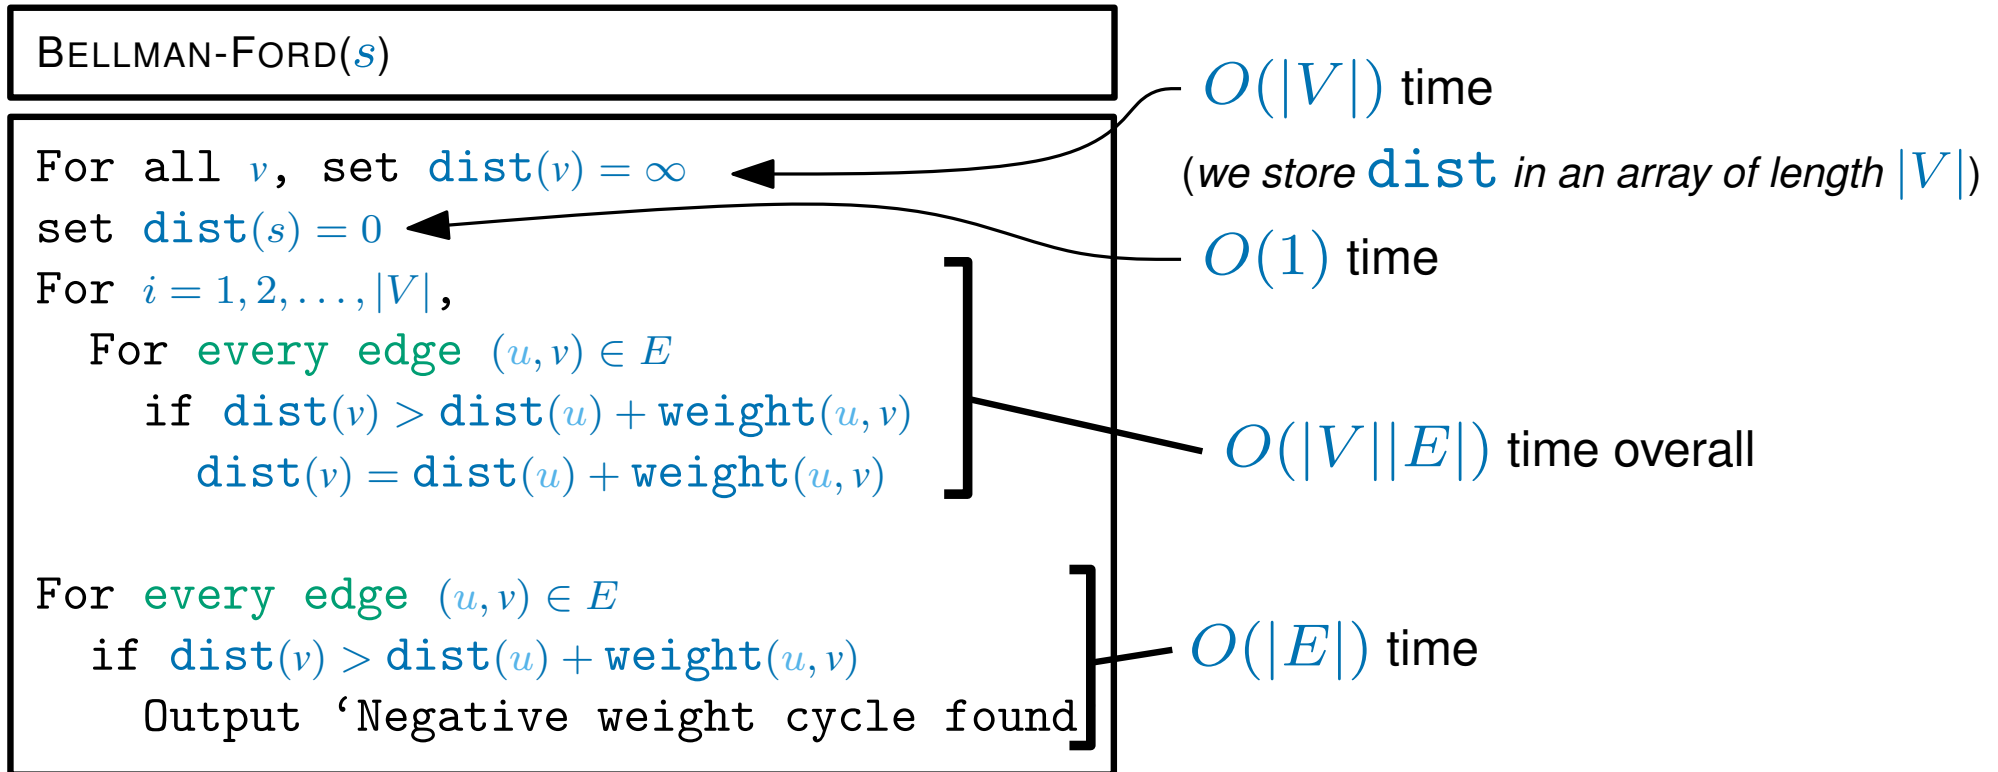 BELLMAN-FORD(s)
For all v, set dist(v) = ∞
set dist(s) = 0
For i = 1, 2, . . . , |V|,
For every edge (u, v) ∈ E
if dist(v) > dist(u) + weight(u, v)
dist(v) = dist(u) + weight(u, v)
For every edge (u, v) ∈ E
if dist(v) > dist(u) + weight(u, v)
Output ‘Negative weight cycle found
O(|V|) time
(we store dist in an array of length |V|)
O(1) time
O(|V||E|) time overall
O(|E|) time